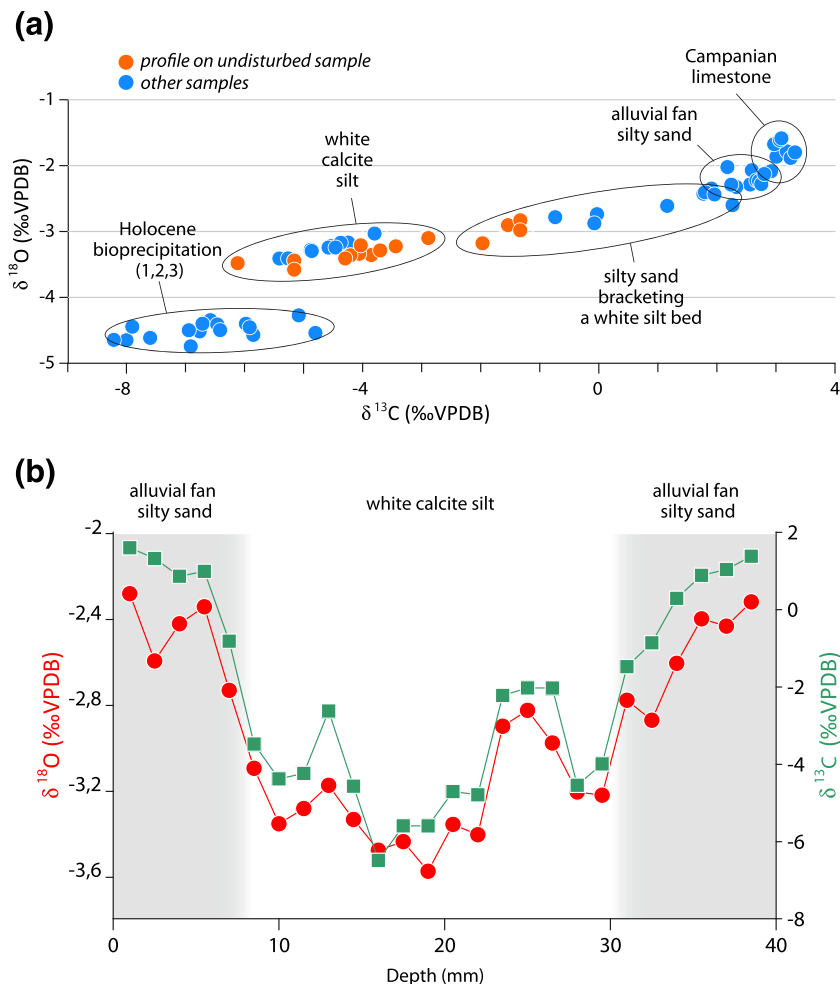 (a)
profile on undisturbed sample
other samples
Campanian
limestone
alluvial fan
silty sand
white
calcite
silt
Holocene
bioprecipitation
(1,2,3)
silty sand
bracketing
a white silt bed
-1
-2
-3
-4
-5
δ 18O (‰VPDB)
-8
-4
0
4
δ 13C (‰VPDB)
(b)
alluvial fan
silty sand
white calcite silt
alluvial fan
silty sand
-2
-2,4
-2,8
-3,2
-3,6
δ 18O (‰VPDB)
2
0
-2
-4
-6
-8
δ 13C (‰VPDB)
0
10
20
30
40
Depth (mm)